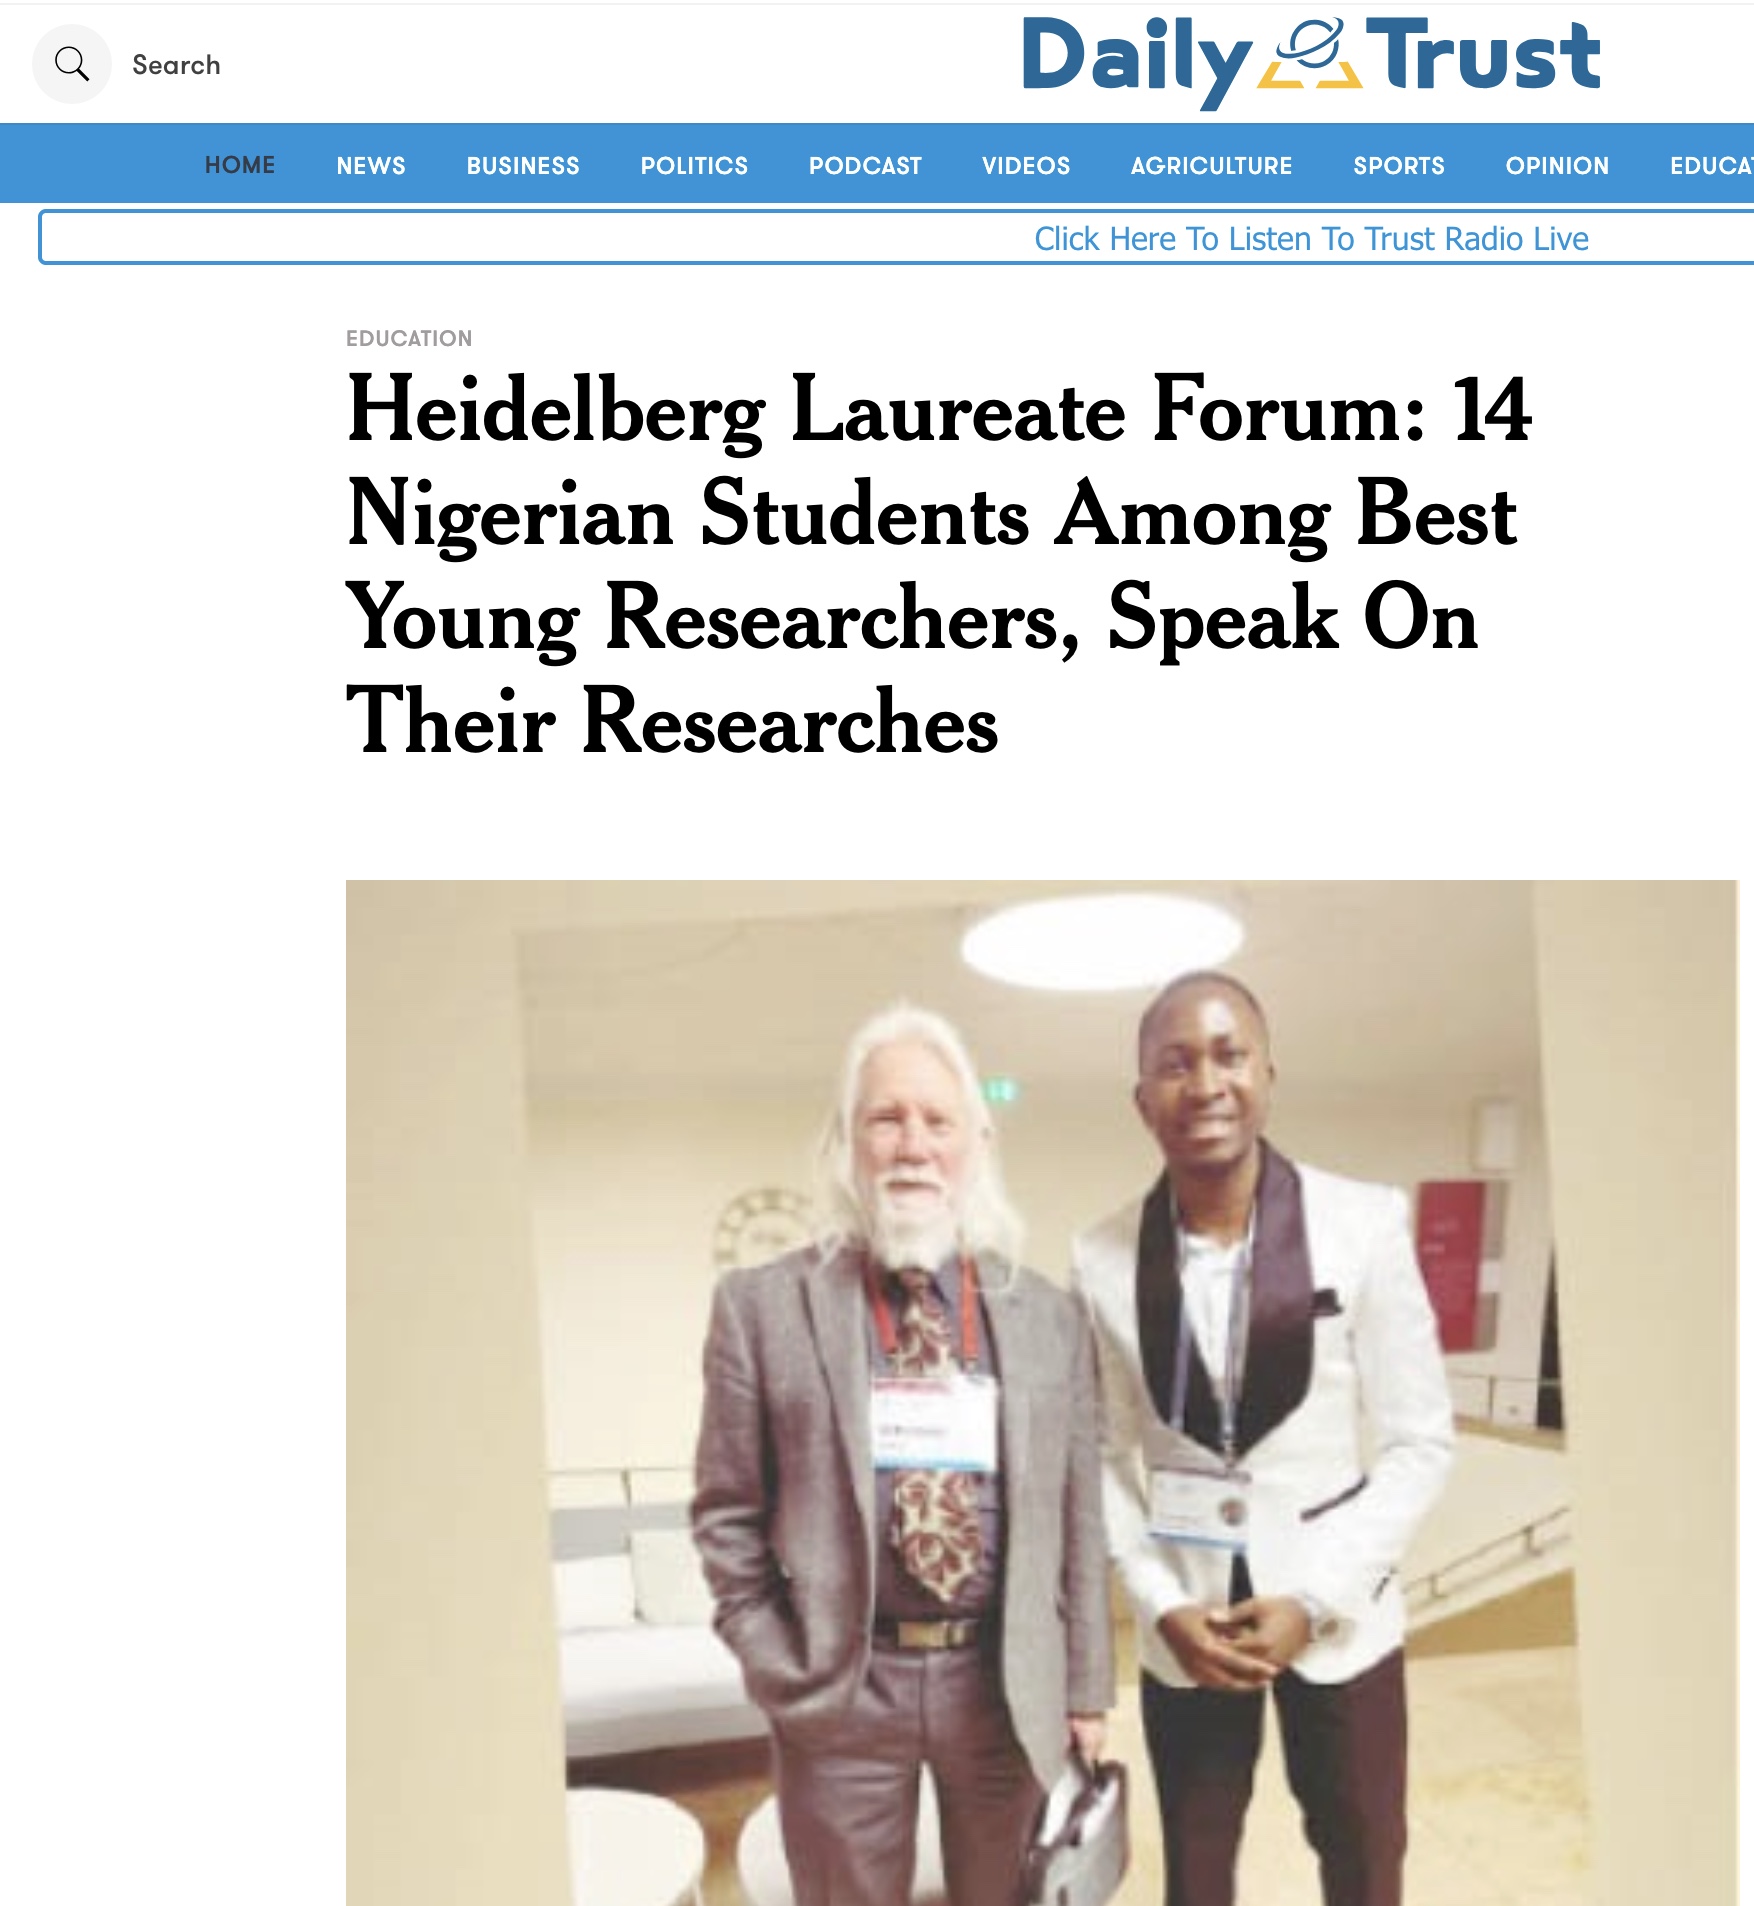 Search
Daily Trust
HOME NEWS BUSINESS POLITICS PODCAST VIDEOS AGRICULTURE SPORTS OPINION EDUCAT
Click Here To Listen To Trust Radio Live
EDUCATION
Heidelberg Laureate Forum: 14
Nigerian Students Among Best
Young Researchers, Speak On
Their Researches